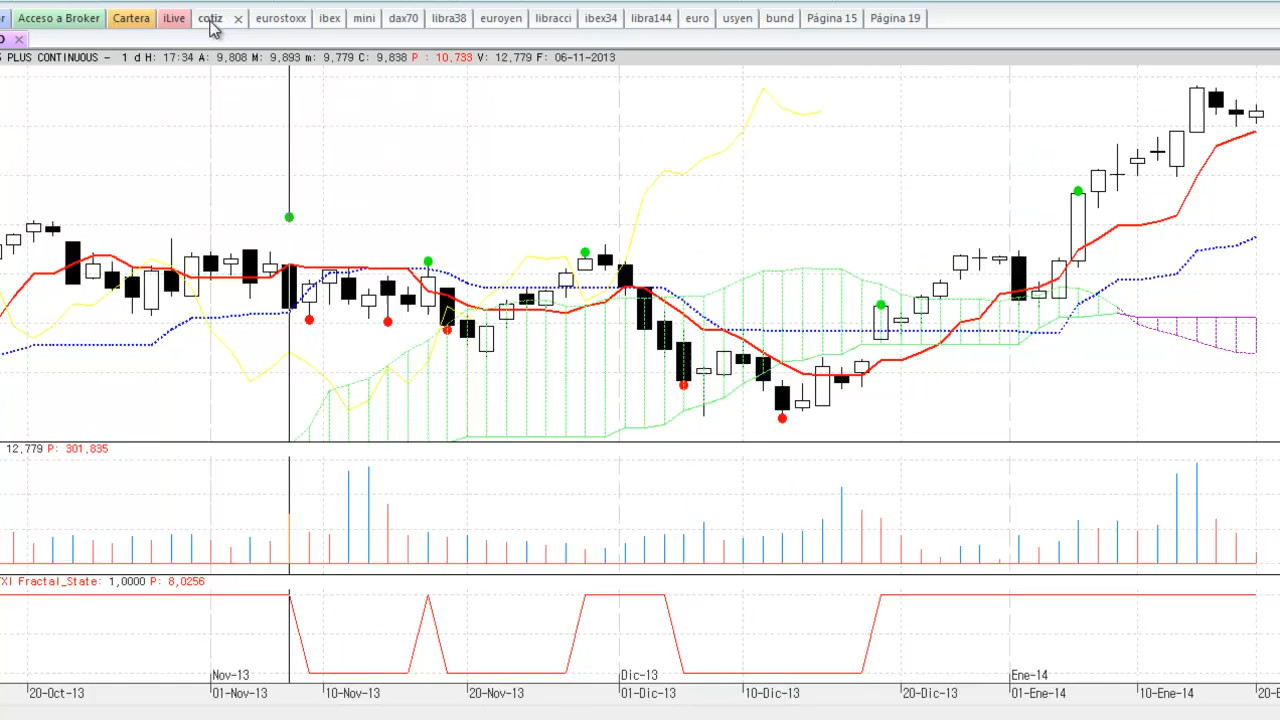 r Acceso a Broker Cartera iLive cotiz eurostoxx ibex mini dax70 libra38 euroyen libracci ibex34 libra144 euro usyen bund Página 15 Página 19
PLUS CONTINUOUS - 1 d H: 17:34 A: 9,808 M: 9,893 m: 9,779 C: 9,838 P : 10,733 V: 12,779 F: 06-11-2013
12,779 P: 301,835
Fractal_State: 1,0000 P: 8,0256
Nov-13 Dic-13 Ene-14
20-Oct-13 01-Nov-13 10-Nov-13 20-Nov-13 01-Dic-13 10-Dic-13 20-Dic-13 01-Ene-14 10-Ene-14 20-E